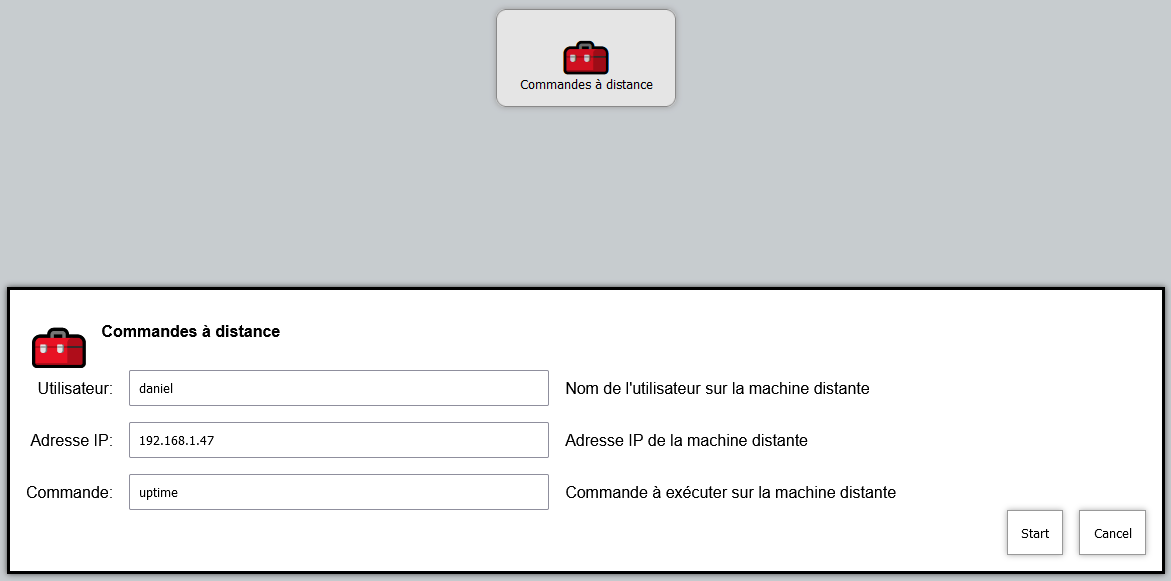 Commandes à distance
Commandes à distance
Utilisateur: daniel Nom de l'utilisateur sur la machine distante
Adresse IP: 192.168.1.47 Adresse IP de la machine distante
Commande: uptime Commande à exécuter sur la machine distante
Start Cancel